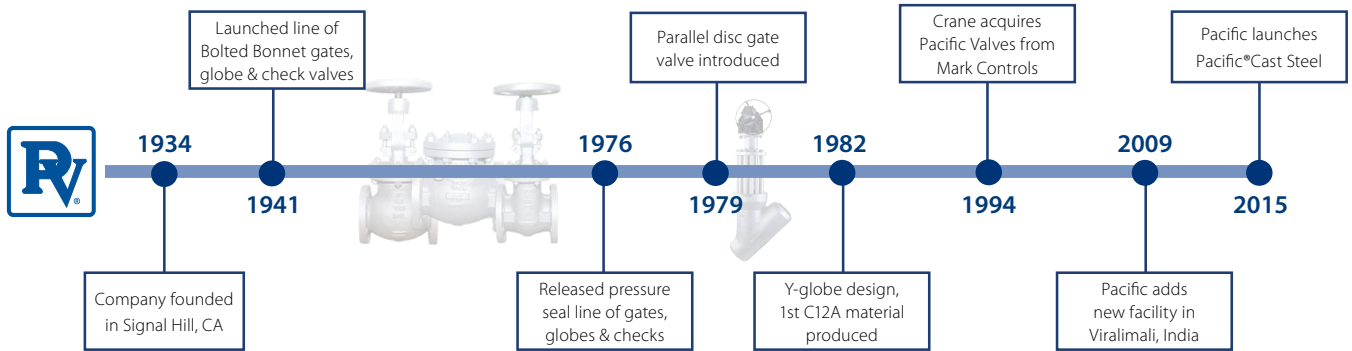 Launched line of
Bolted Bonnet gates,
globe & check valves
Parallel disc gate
valve introduced
Crane acquires
Pacific Valves from
Mark Controls
Pacific launches
Pacific®Cast Steel
PV®
1934
1941
1976
1979
1982
1994
2009
2015
Company founded
in Signal Hill, CA
Released pressure
seal line of gates,
globes & checks
Y-globe design,
1st C12A material
produced
Pacific adds
new facility in
Viralimali, India